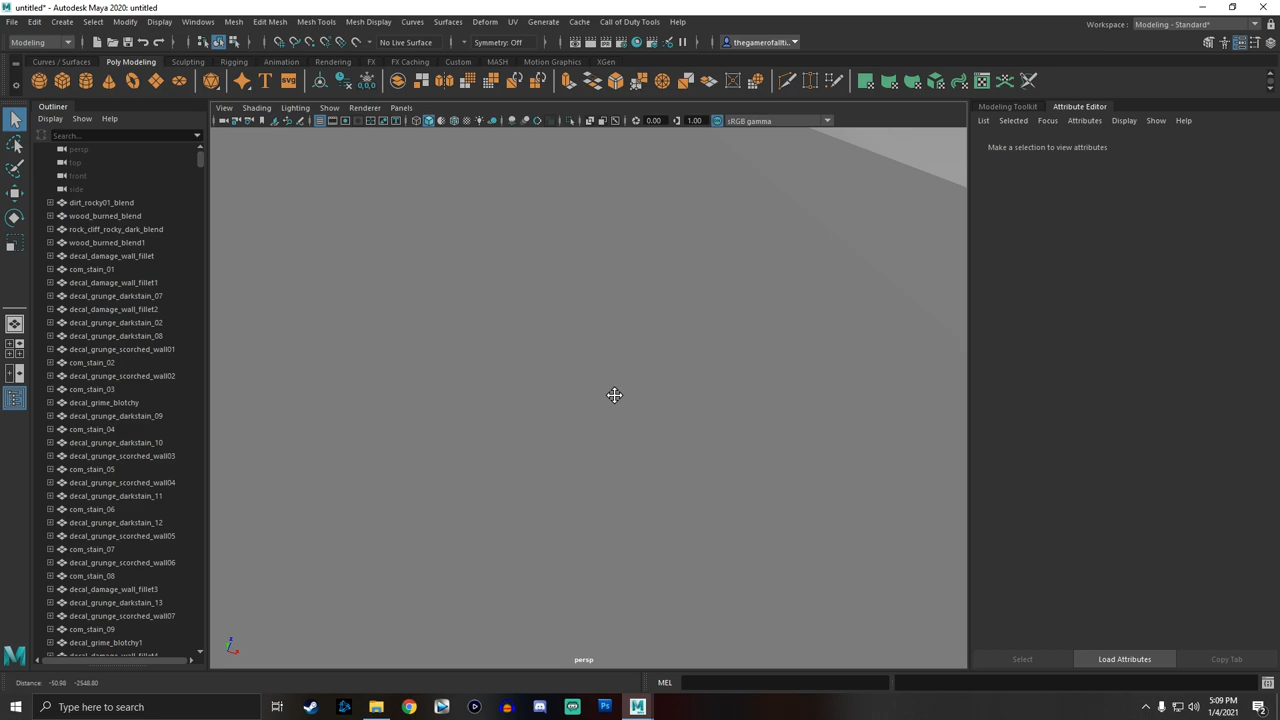 untitled* - Autodesk Maya 2020: untitled
File Edit Create Select Modify Display Windows Mesh Edit Mesh Mesh Tools Mesh Display Curves Surfaces Deform UV Generate Cache Call of Duty Tools Help
Workspace : Modeling - Standard*
Modeling No Live Surface Symmetry: Off thegamerofallti..
Curves / Surfaces Poly Modeling Sculpting Rigging Animation Rendering FX FX Caching Custom MASH Motion Graphics XGen
Outliner
Display Show Help
Search...
persp
top
front
side
dirt_rocky01_blend
wood_burned_blend
rock_cliff_rocky_dark_blend
wood_burned_blend1
decal_damage_wall_fillet
com_stain_01
decal_damage_wall_fillet1
decal_grunge_darkstain_07
decal_damage_wall_fillet2
decal_grunge_darkstain_02
decal_grunge_darkstain_08
decal_grunge_scorched_wall01
com_stain_02
decal_grunge_scorched_wall02
com_stain_03
decal_grime_blotchy
decal_grunge_darkstain_09
com_stain_04
decal_grunge_darkstain_10
decal_grunge_scorched_wall03
com_stain_05
decal_grunge_scorched_wall04
decal_grunge_darkstain_11
com_stain_06
decal_grunge_darkstain_12
decal_grunge_scorched_wall05
com_stain_07
decal_grunge_scorched_wall06
com_stain_08
decal_damage_wall_fillet3
decal_grunge_darkstain_13
decal_grunge_scorched_wall07
com_stain_09
decal_grime_blotchy1
View Shading Lighting Show Renderer Panels
0.00 1.00 sRGB gamma
persp
Modeling Toolkit Attribute Editor
List Selected Focus Attributes Display Show Help
Make a selection to view attributes
Select Load Attributes Copy Tab
Distance: -50.98 -2548.80
MEL
Type here to search
5:09 PM
1/4/2021